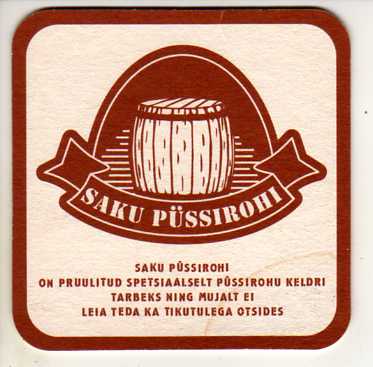 SAKU PÜSSIROHI
SAKU PÜSSIROHI
ON PRUULITUD SPETSIAALSELT PÜSSIROHU KELDRI
TARBEKS NING MUJALT EI
LEIA TEDA KA TIKUTULEGA OTSIDES